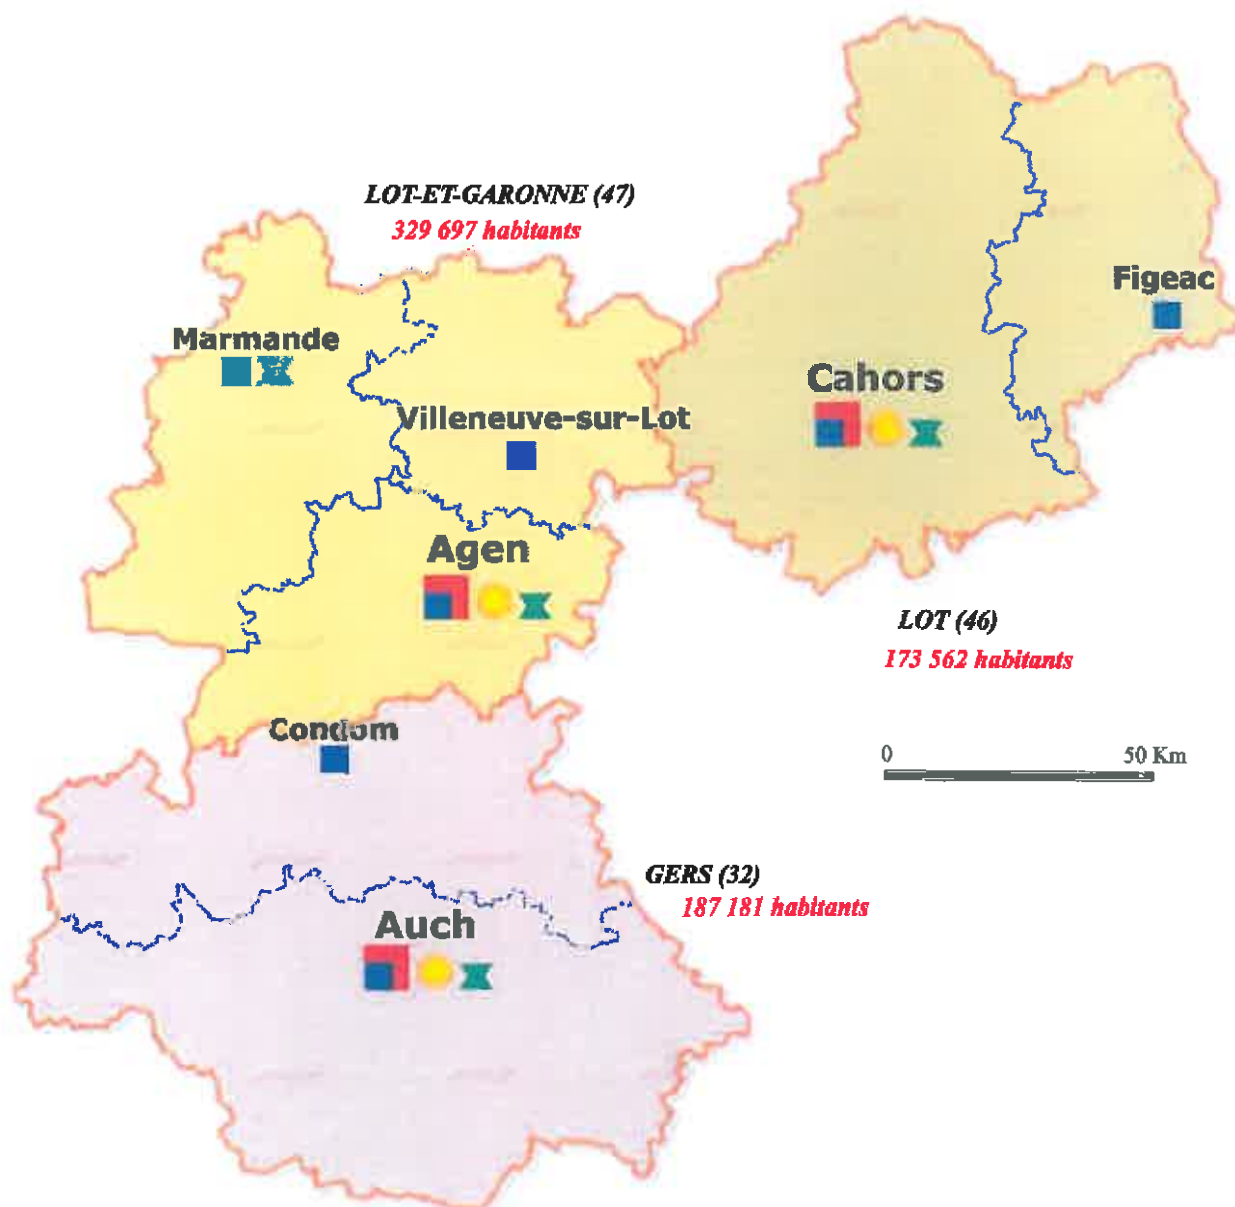 LOT-ET-GARONNE (47)
329 697 habitants
Figeac
Marmande
Cahors
Villeneuve-sur-Lot
Agen
LOT (46)
173 562 habitants
Condom
0 50 Km
GERS (32)
187 181 habitants
Auch